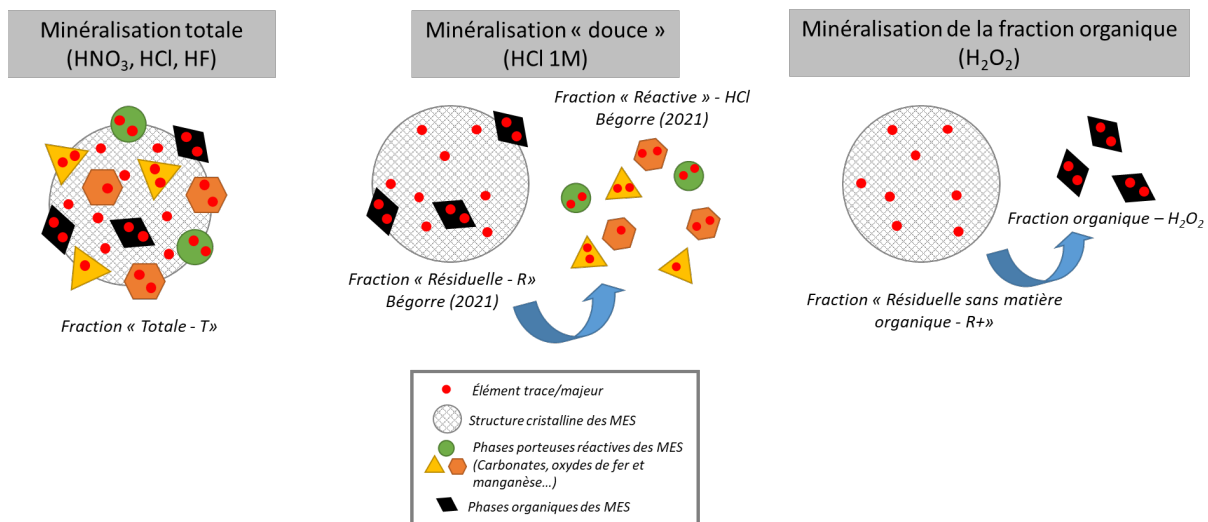 Minéralisation totale
(HNO₃, HCl, HF)
Fraction « Totale - T»
Minéralisation « douce »
(HCl 1M)
Fraction « Réactive » - HCl
Bégorre (2021)
Fraction « Résiduelle - R»
Bégorre (2021)
Minéralisation de la fraction organique
(H₂O₂)
Fraction organique – H₂O₂
Fraction « Résiduelle sans matière
organique - R+»
Élément trace/majeur
Structure cristalline des MES
Phases porteuses réactives des MES
(Carbonates, oxydes de fer et
manganèse...)
Phases organiques des MES